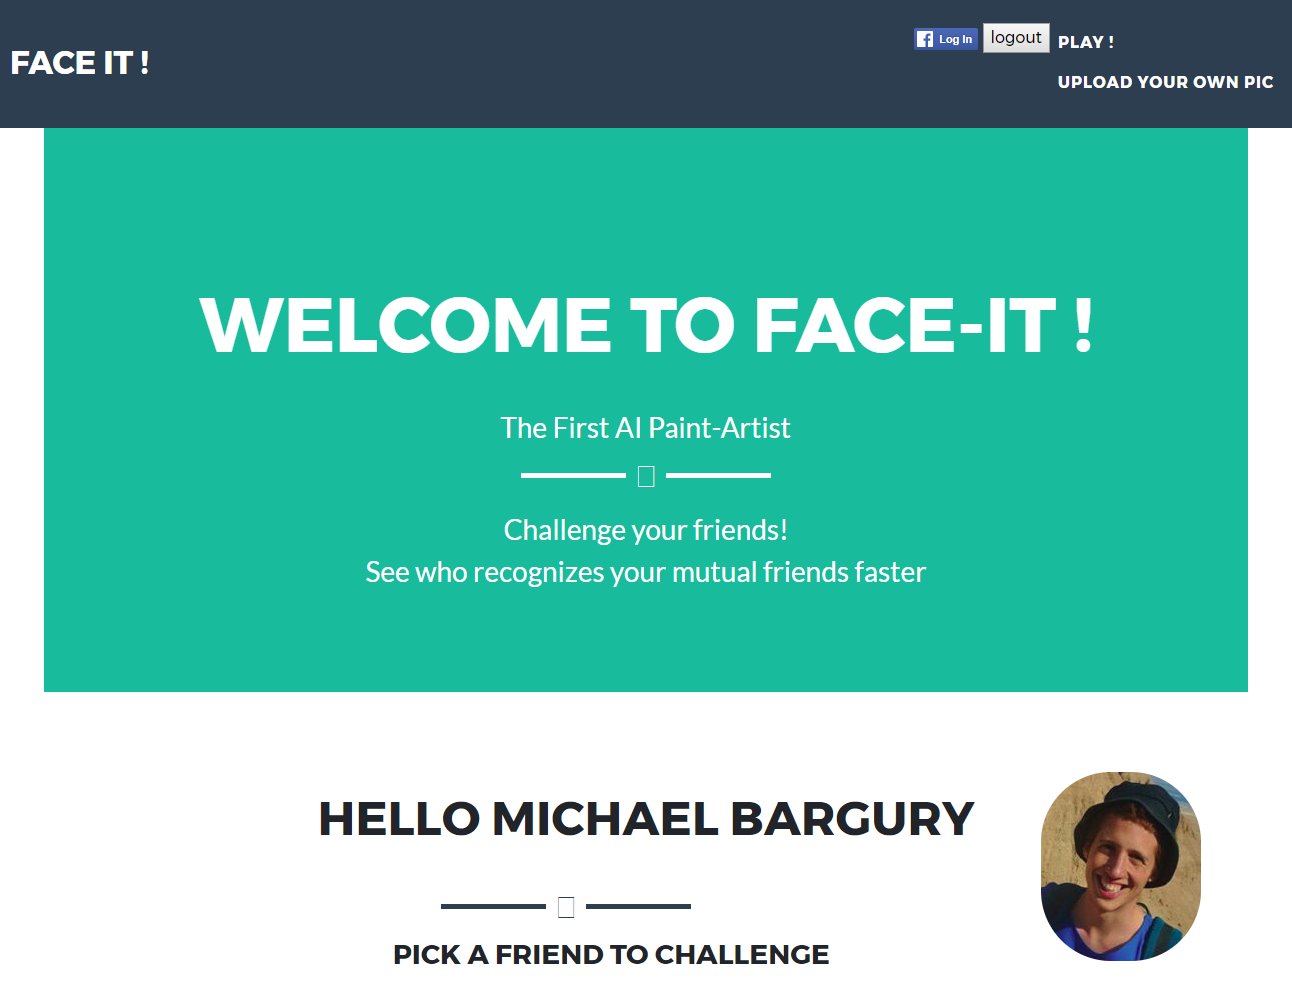 FACE IT !
Log In
logout
PLAY !
UPLOAD YOUR OWN PIC
WELCOME TO FACE-IT !
The First AI Paint-Artist
Challenge your friends!
See who recognizes your mutual friends faster
HELLO MICHAEL BARGURY
PICK A FRIEND TO CHALLENGE